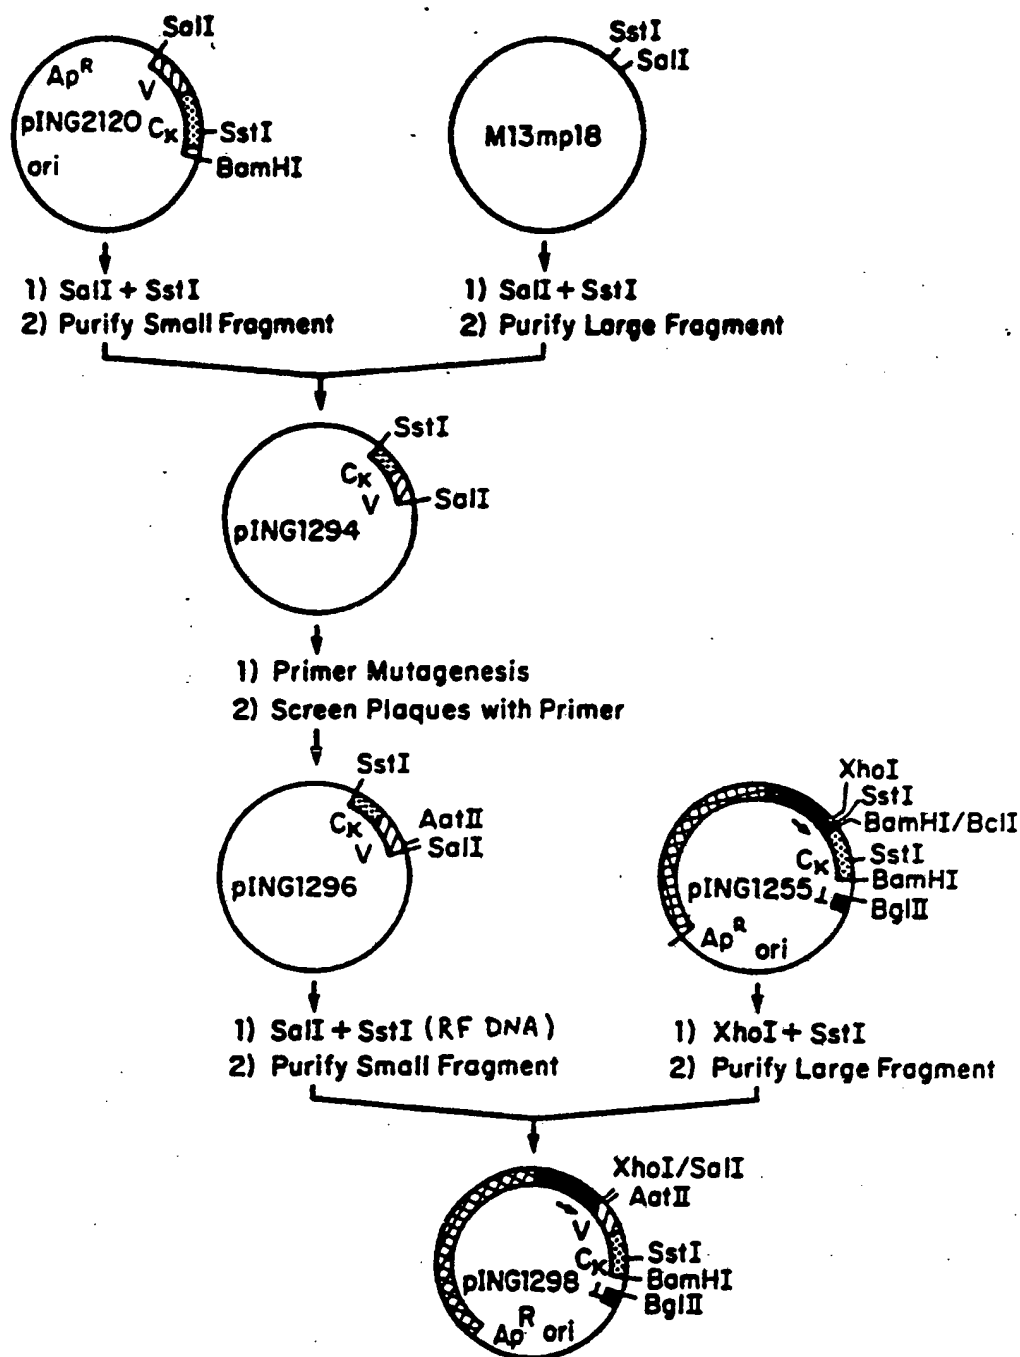 SalI
Ap^R
V
pING2120
C_K
SstI
ori
BamHI
SstI
SalI
M13mp18
1) SalI + SstI
2) Purify Small Fragment
1) SalI + SstI
2) Purify Large Fragment
SstI
C_K
V
SalI
pING1294
1) Primer Mutagenesis
2) Screen Plaques with Primer
SstI
C_K
V
AatII
SalI
pING1296
XhoI
SstI
BamHI/BclI
C_K
SstI
pING1255
BamHI
BglII
Ap^R
ori
1) SalI + SstI (RF DNA)
2) Purify Small Fragment
1) XhoI + SstI
2) Purify Large Fragment
XhoI/SalI
AatII
V
C_K
SstI
BamHI
pING1298
BglII
Ap^R ori